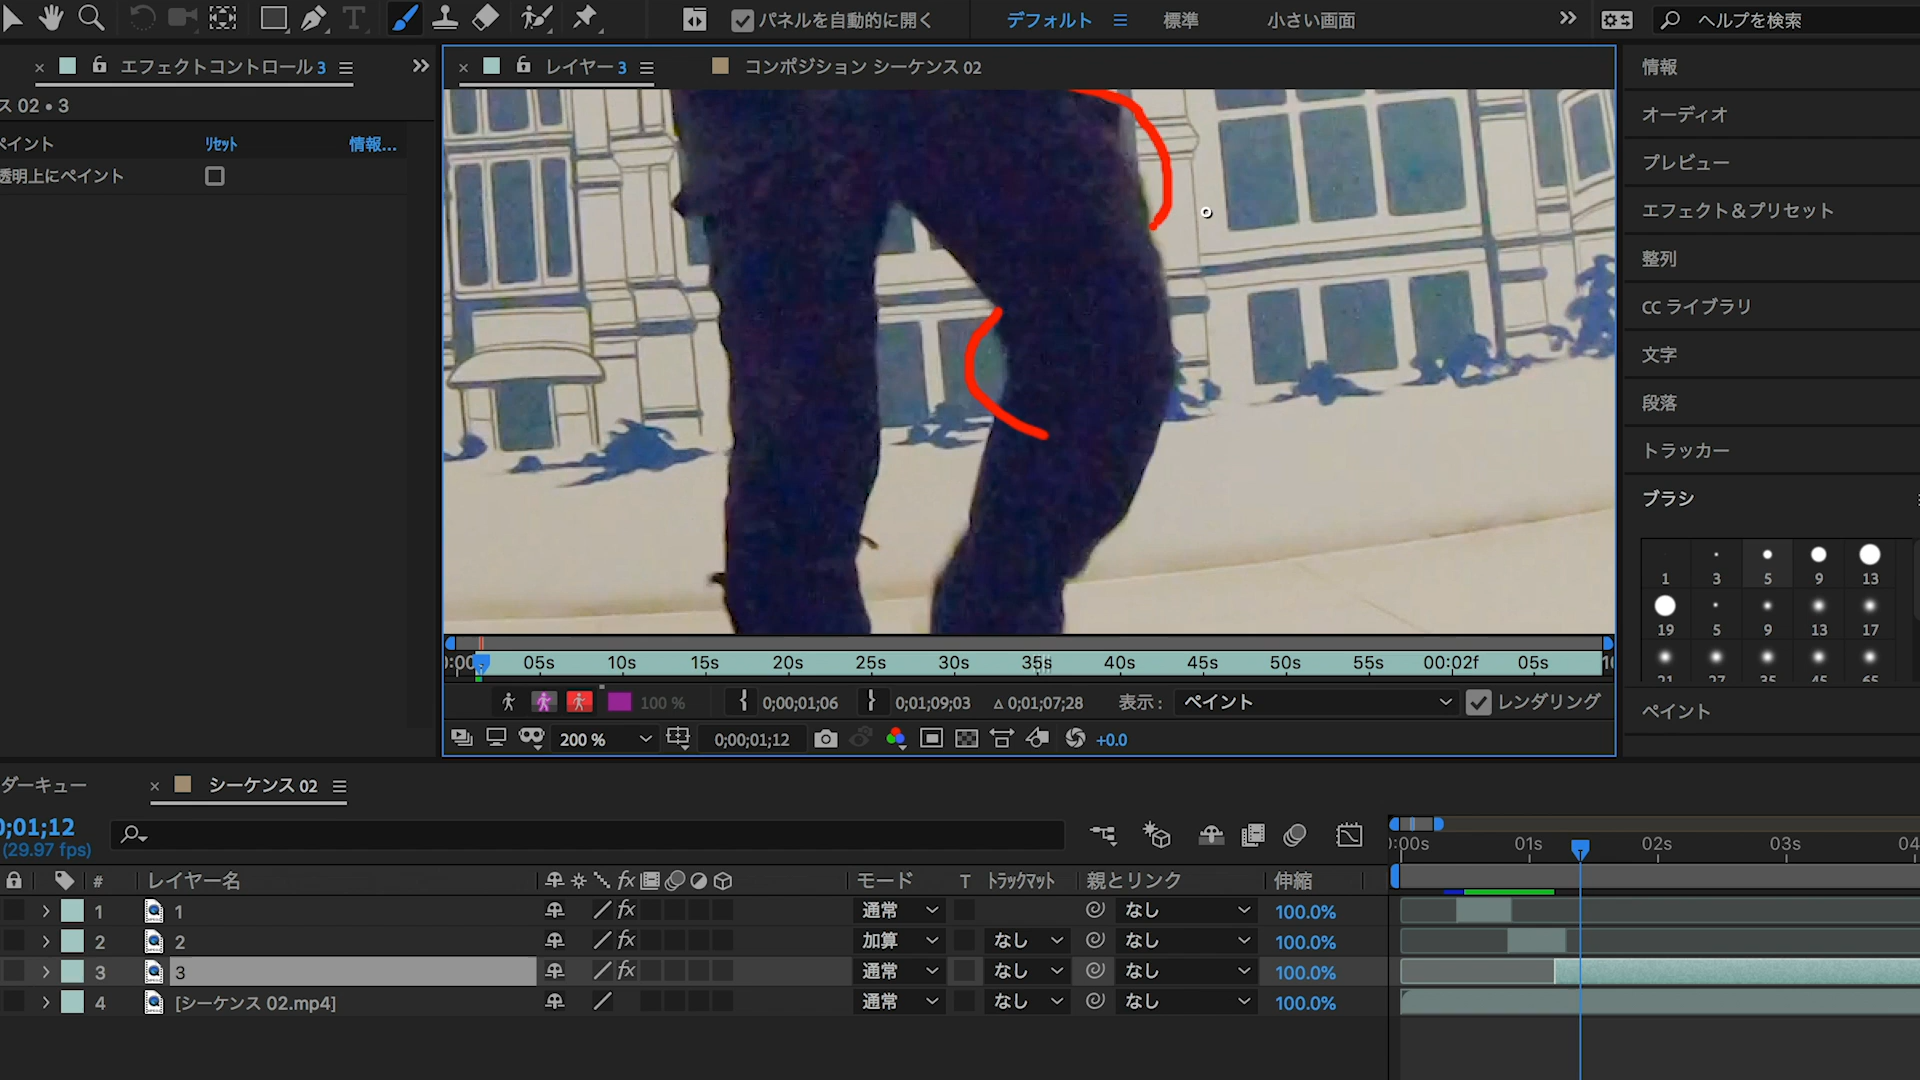 パネルを自動的に開く
デフォルト
標準
小さい画面
ヘルプを検索
エフェクトコントロール 3
ス 02 • 3
ペイント
リセット
情報...
透明上にペイント
レイヤー 3
コンポジション シーケンス 02
情報
オーディオ
プレビュー
エフェクト＆プリセット
整列
CC ライブラリ
文字
段落
トラッカー
ブラシ
1 3 5 9 13
19 5 9 13 17
21 27 35 45 65
ペイント
:00 05s 10s 15s 20s 25s 30s 35s 40s 45s 50s 55s 00:02f 05s 10
100 %
0;00;01;06
0;01;09;03
Δ 0;01;07;28
表示 :
ペイント
レンダリング
200 %
0;00;01;12
+0.0
ダーキュー
シーケンス 02
0;01;12
(29.97 fps)
:00s 01s 02s 03s 04
# レイヤー名 fx モード T トラックマット 親とリンク 伸縮
1 1 fx 通常 なし 100.0%
2 2 fx 加算 なし なし 100.0%
3 3 fx 通常 なし なし 100.0%
4 [シーケンス 02.mp4] 通常 なし なし 100.0%